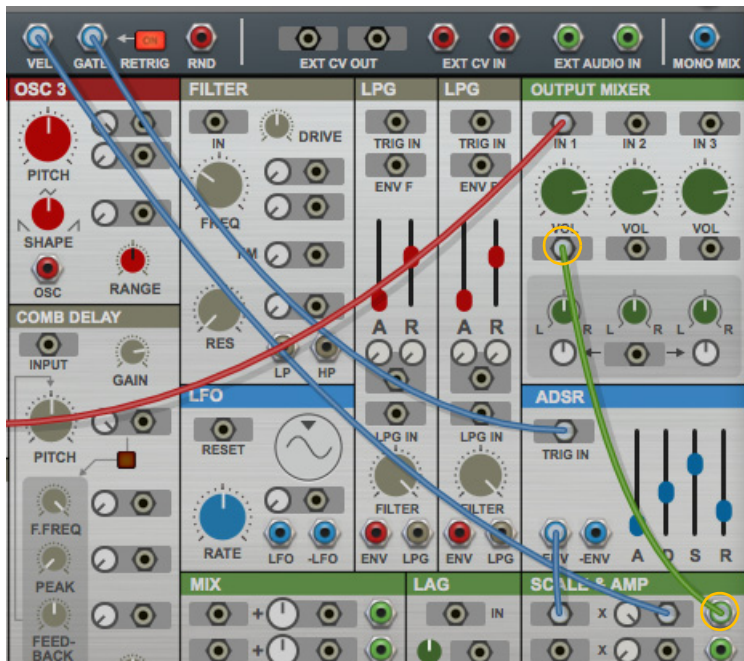 VEL GATE RETRIG RND EXT CV OUT EXT CV IN EXT AUDIO IN MONO MIX
ON
OSC 3
PITCH
SHAPE
RANGE
OSC
COMB DELAY
INPUT
GAIN
PITCH
F.FREQ
PEAK
FEED-
BACK
FILTER
IN
DRIVE
FREQ
FM
RES
LP HP
LFO
RESET
RATE
LFO -LFO
LPG
TRIG IN
ENV F
A R
LPG IN
FILTER
ENV LPG
LPG
TRIG IN
ENV F
A R
LPG IN
FILTER
ENV LPG
OUTPUT MIXER
IN 1 IN 2 IN 3
VOL VOL VOL
L R L R L R
ADSR
TRIG IN
ENV -ENV A D S R
MIX
+
+
LAG
IN
SCALE & AMP
X
X